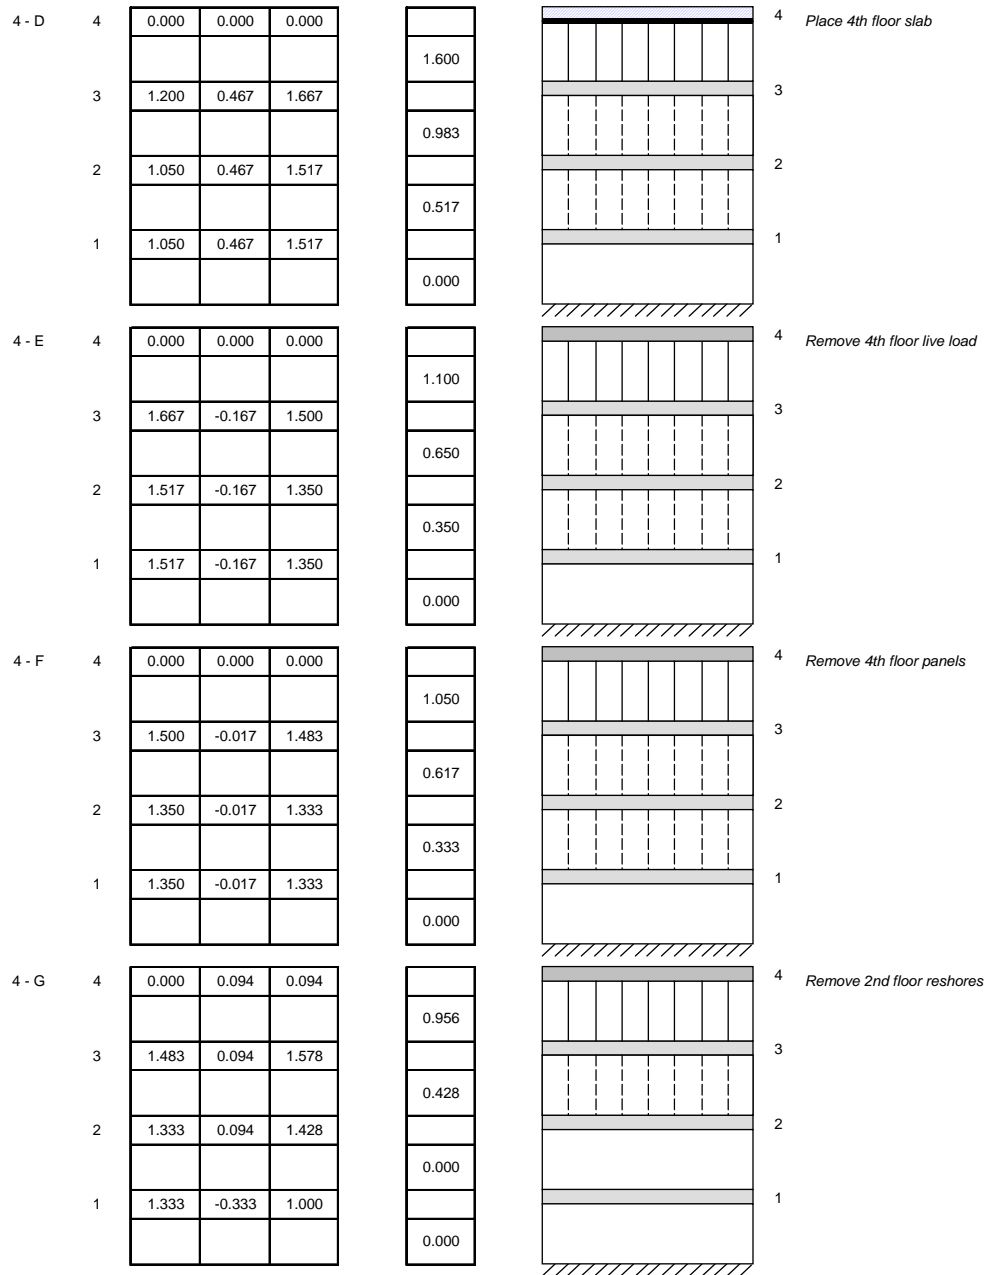 4 - D 4 0.000 0.000 0.000 4 Place 4th floor slab
1.600
3 1.200 0.467 1.667 3
0.983
2 1.050 0.467 1.517 2
0.517
1 1.050 0.467 1.517 1
0.000
4 - E 4 0.000 0.000 0.000 4 Remove 4th floor live load
1.100
3 1.667 -0.167 1.500 3
0.650
2 1.517 -0.167 1.350 2
0.350
1 1.517 -0.167 1.350 1
0.000
4 - F 4 0.000 0.000 0.000 4 Remove 4th floor panels
1.050
3 1.500 -0.017 1.483 3
0.617
2 1.350 -0.017 1.333 2
0.333
1 1.350 -0.017 1.333 1
0.000
4 - G 4 0.000 0.094 0.094 4 Remove 2nd floor reshores
0.956
3 1.483 0.094 1.578 3
0.428
2 1.333 0.094 1.428 2
0.000
1 1.333 -0.333 1.000 1
0.000